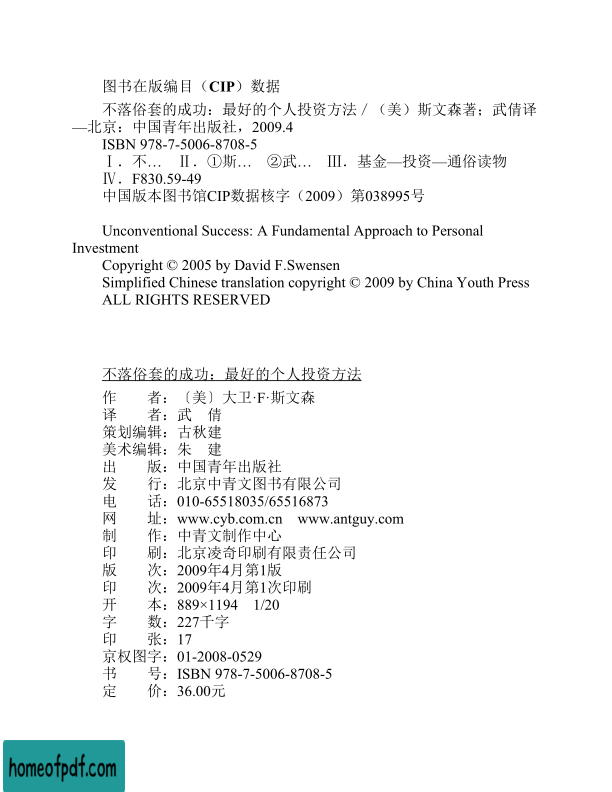 图书在版编目（CIP）数据
不落俗套的成功：最好的个人投资方法／（美）斯文森著；武倩译
—北京：中国青年出版社，2009.4
ISBN 978-7-5006-8708-5
Ⅰ．不… Ⅱ．①斯… ②武… Ⅲ．基金—投资—通俗读物
Ⅳ．F830.59-49
中国版本图书馆CIP数据核字（2009）第038995号
Unconventional Success: A Fundamental Approach to Personal
Investment
Copyright © 2005 by David F.Swensen
Simplified Chinese translation copyright © 2009 by China Youth Press
ALL RIGHTS RESERVED
不落俗套的成功：最好的个人投资方法
作　　者：〔美〕大卫·F·斯文森
译　　者：武　倩
策划编辑：古秋建
美术编辑：朱　建
出　　版：中国青年出版社
发　　行：北京中青文图书有限公司
电　　话：010-65518035/65516873
网　　址：www.cyb.com.cn　www.antguy.com
制　　作：中青文制作中心
印　　刷：北京凌奇印刷有限责任公司
版　　次：2009年4月第1版
印　　次：2009年4月第1次印刷
开　　本：889×1194　1/20
字　　数：227千字
印　　张：17
京权图字：01-2008-0529
书　　号：ISBN 978-7-5006-8708-5
定　　价：36.00元
homeofpdf.com